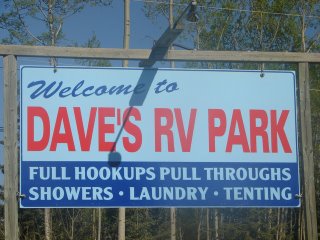 Welcome to
DAVE'S RV PARK
FULL HOOKUPS PULL THROUGHS
SHOWERS · LAUNDRY · TENTING